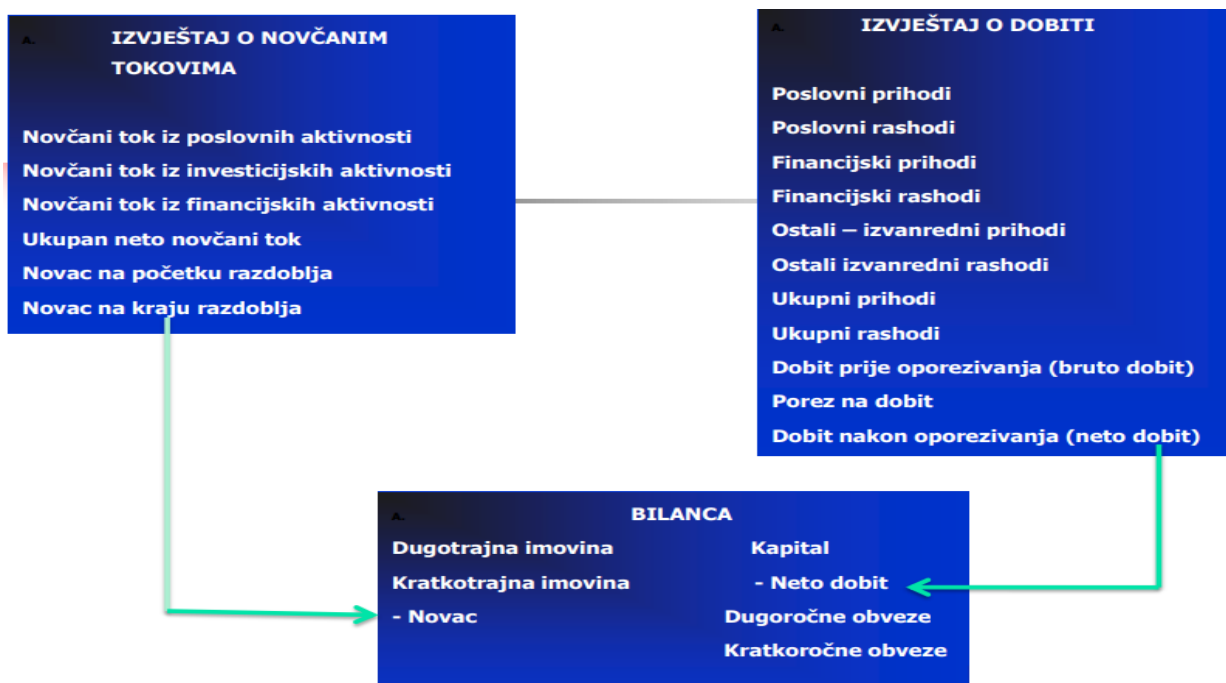 A. IZVJEŠTAJ O NOVČANIM
TOKOVIMA
Novčani tok iz poslovnih aktivnosti
Novčani tok iz investicijskih aktivnosti
Novčani tok iz financijskih aktivnosti
Ukupan neto novčani tok
Novac na početku razdoblja
Novac na kraju razdoblja
A. IZVJEŠTAJ O DOBITI
Poslovni prihodi
Poslovni rashodi
Financijski prihodi
Financijski rashodi
Ostali – izvanredni prihodi
Ostali izvanredni rashodi
Ukupni prihodi
Ukupni rashodi
Dobit prije oporezivanja (bruto dobit)
Porez na dobit
Dobit nakon oporezivanja (neto dobit)
A. BILANCA
Dugotrajna imovina Kapital
Kratkotrajna imovina - Neto dobit
- Novac Dugoročne obveze
Kratkoročne obveze